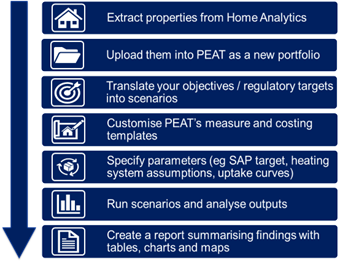 Extract properties from Home Analytics
Upload them into PEAT as a new portfolio
Translate your objectives / regulatory targets
into scenarios
Customise PEAT's measure and costing
templates
Specify parameters (eg SAP target, heating
system assumptions, uptake curves)
Run scenarios and analyse outputs
Create a report summarising findings with
tables, charts and maps